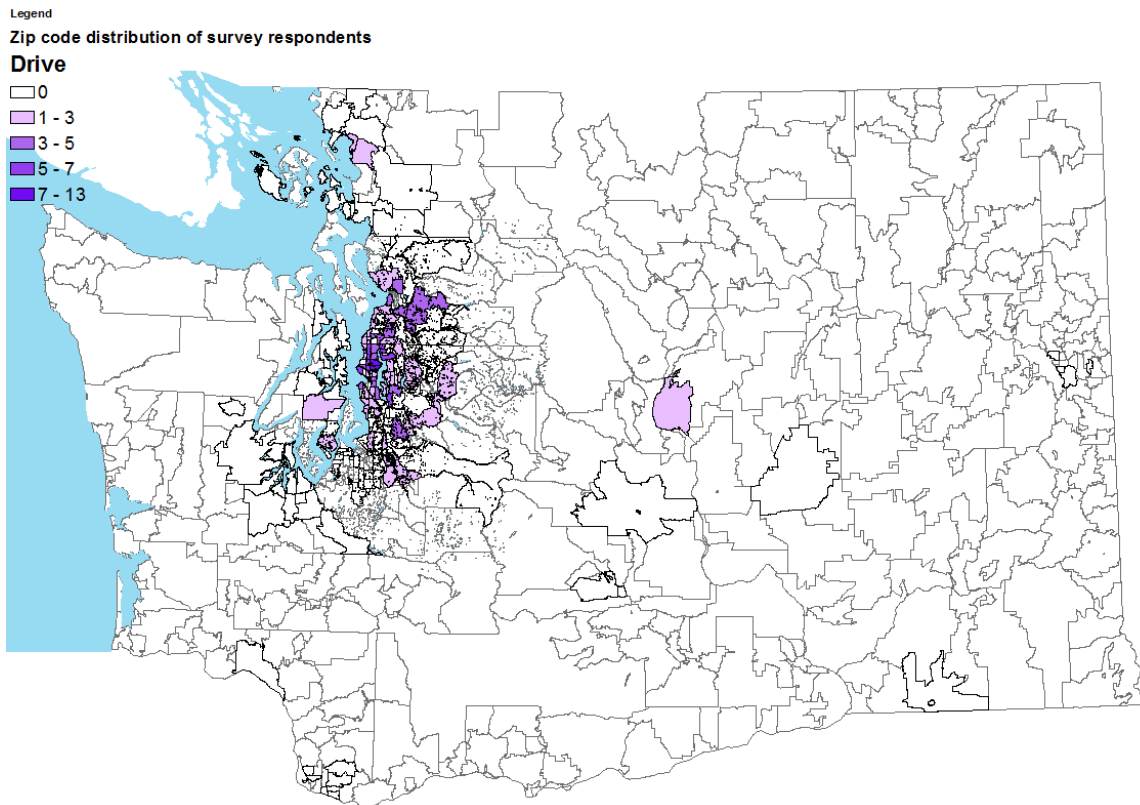 Legend
Zip code distribution of survey respondents
Drive
0
1 - 3
3 - 5
5 - 7
7 - 13